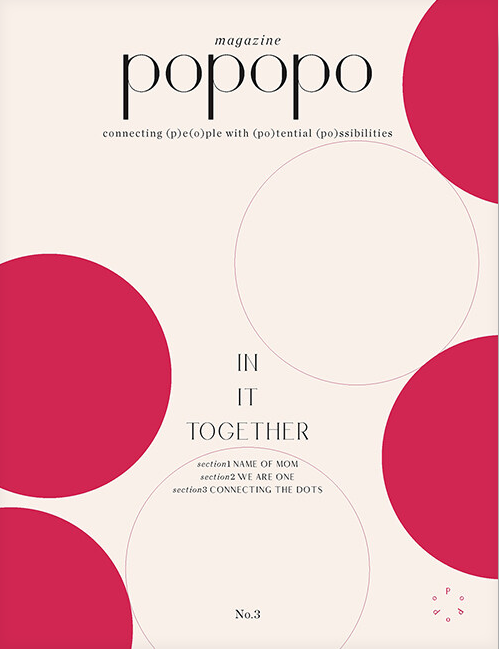 magazine
popopo
connecting (p)e(o)ple with (po)tential (po)ssibilities
IN
IT
TOGETHER
section1 NAME OF MOM
section2 WE ARE ONE
section3 CONNECTING THE DOTS
No.3
popopo